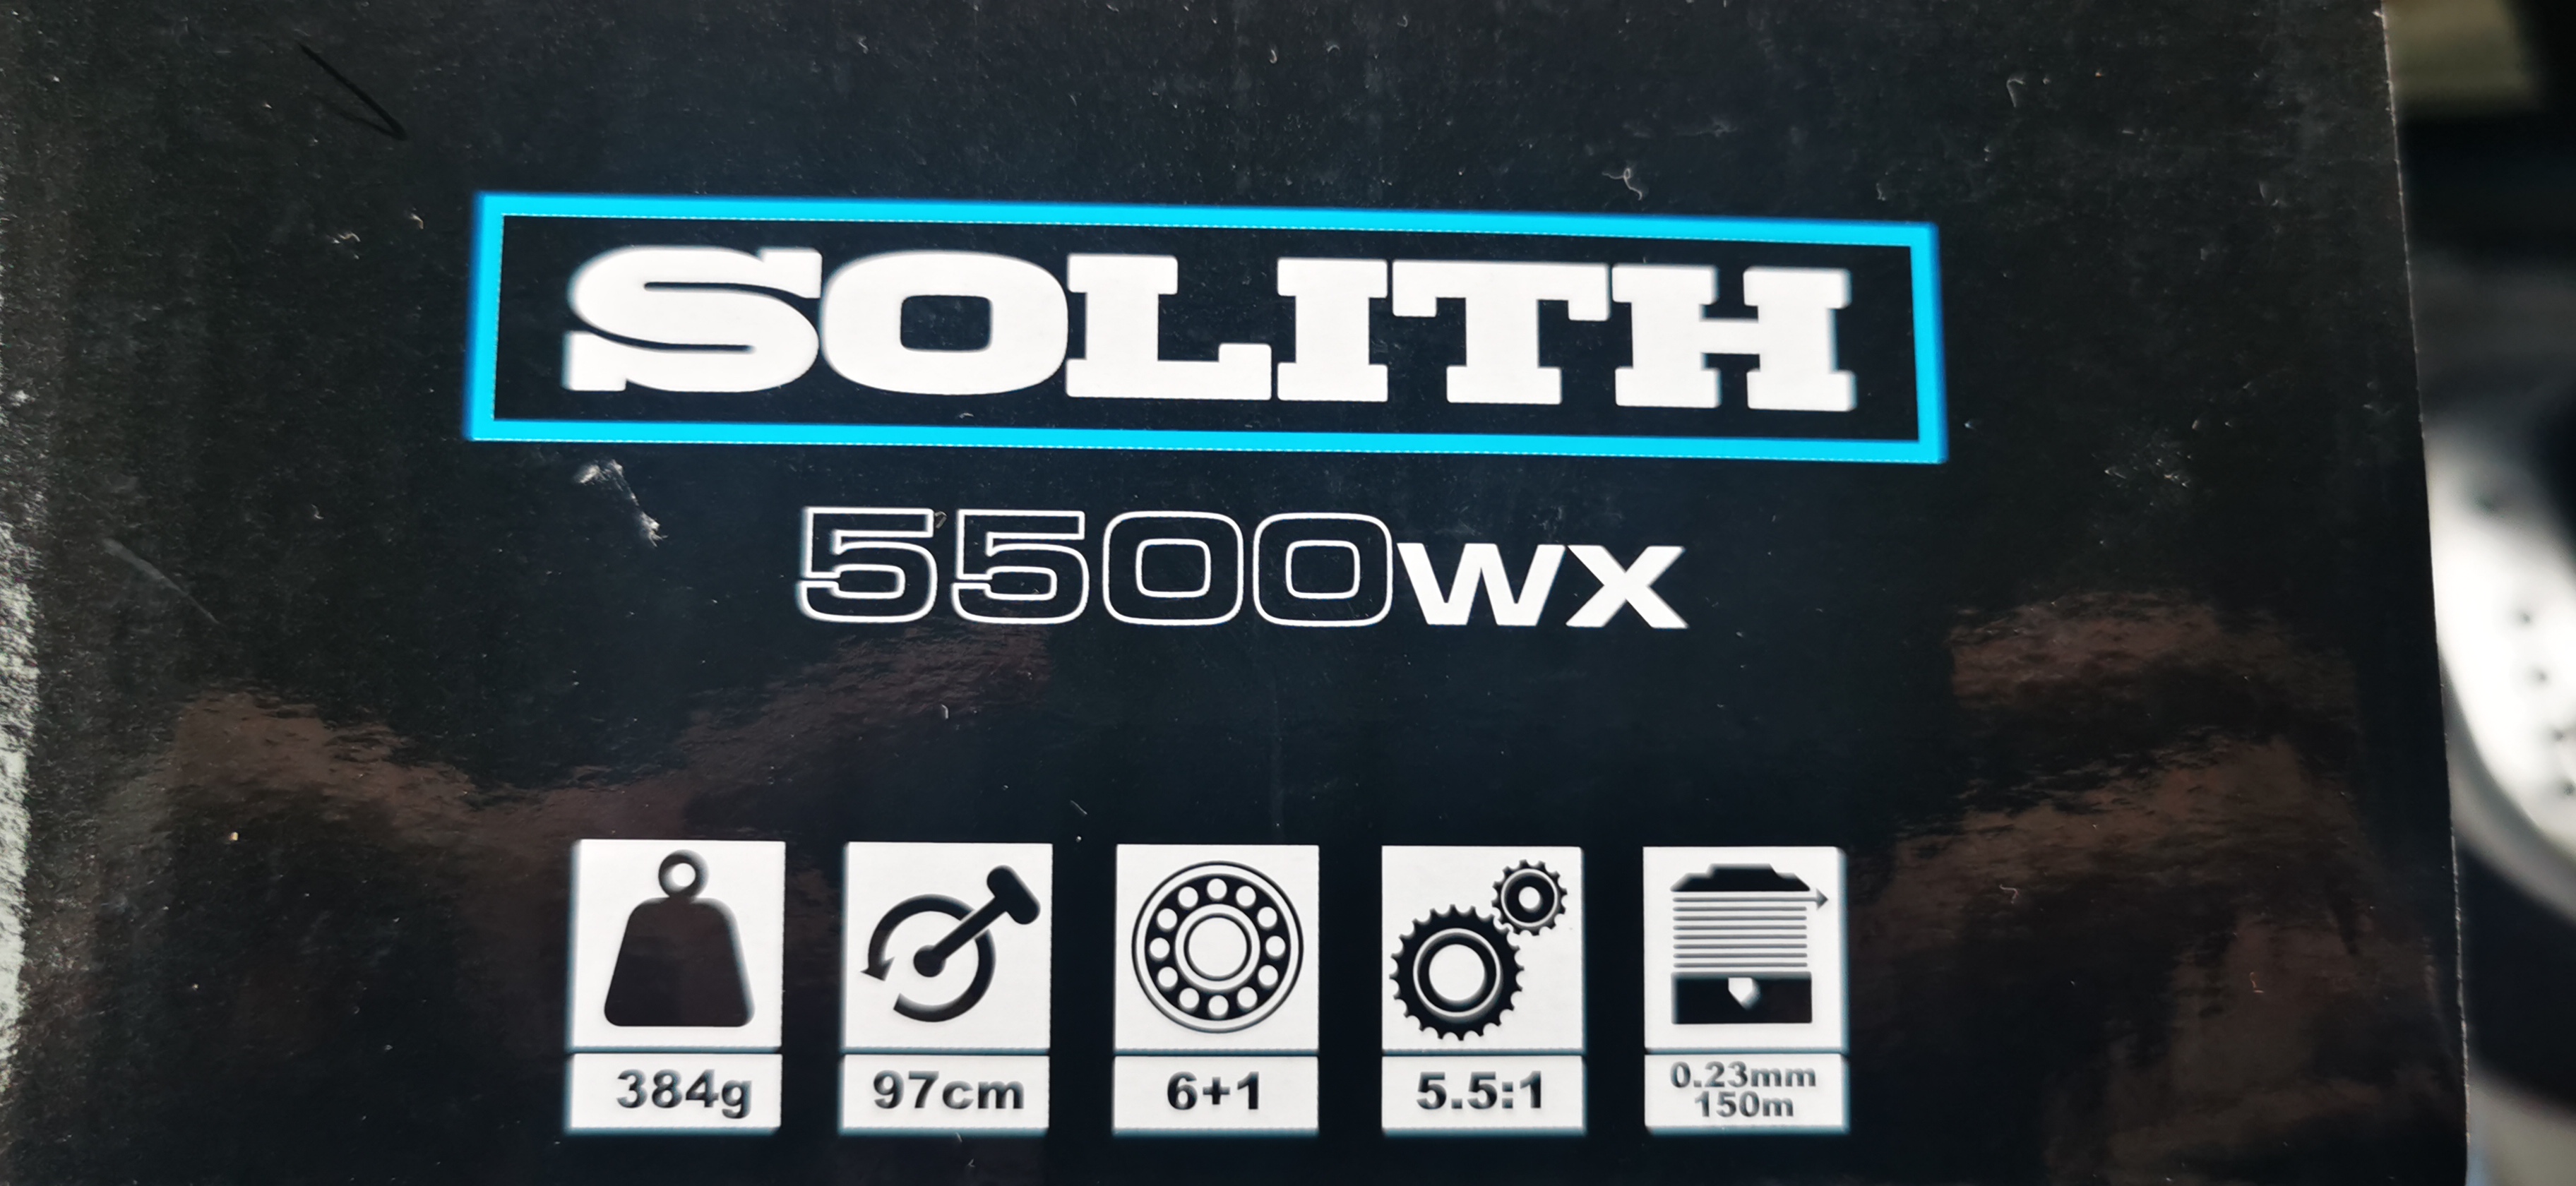 SOLITH
5500WX
384g
97cm
6+1
5.5:1
0.23mm
150m